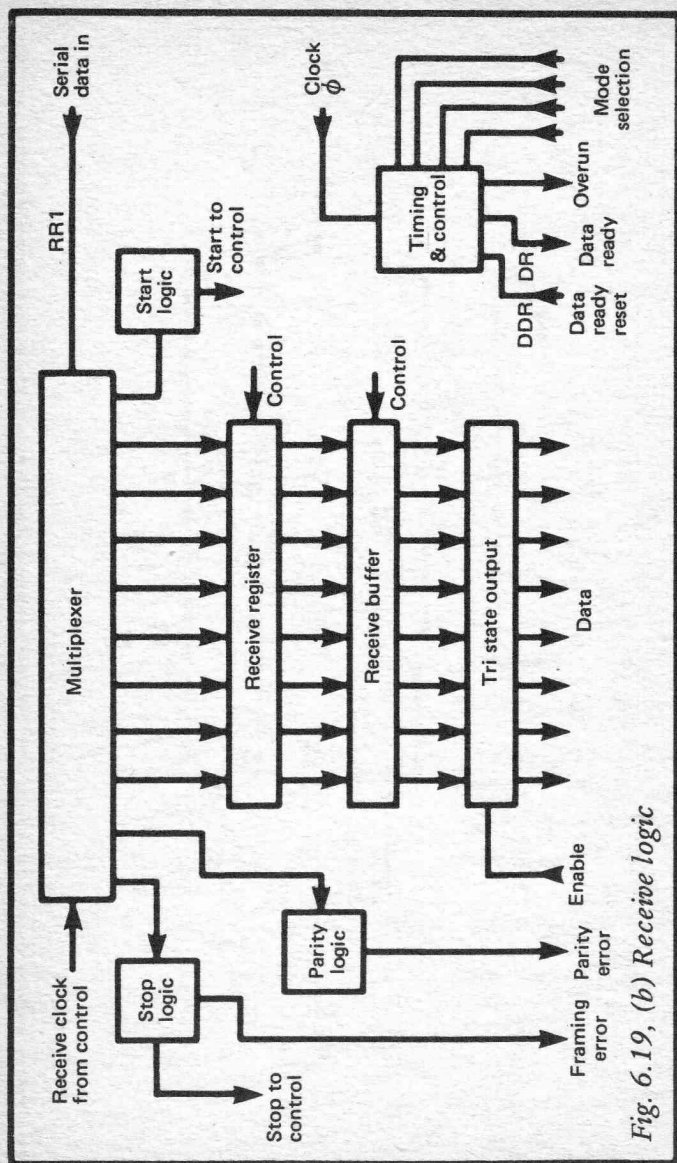 Receive clock
from control
Multiplexer
RR1
Serial
data in
Stop
logic
Stop to
control
Parity
logic
Start
logic
Start to
control
Receive register
Control
Receive buffer
Control
Tri state output
Enable
Framing
error
Parity
error
Data
Clock
ϕ
Timing
& control
DDR
DR
Data
ready
reset
Data
ready
Overun
Mode
selection
Fig. 6.19, (b) Receive logic